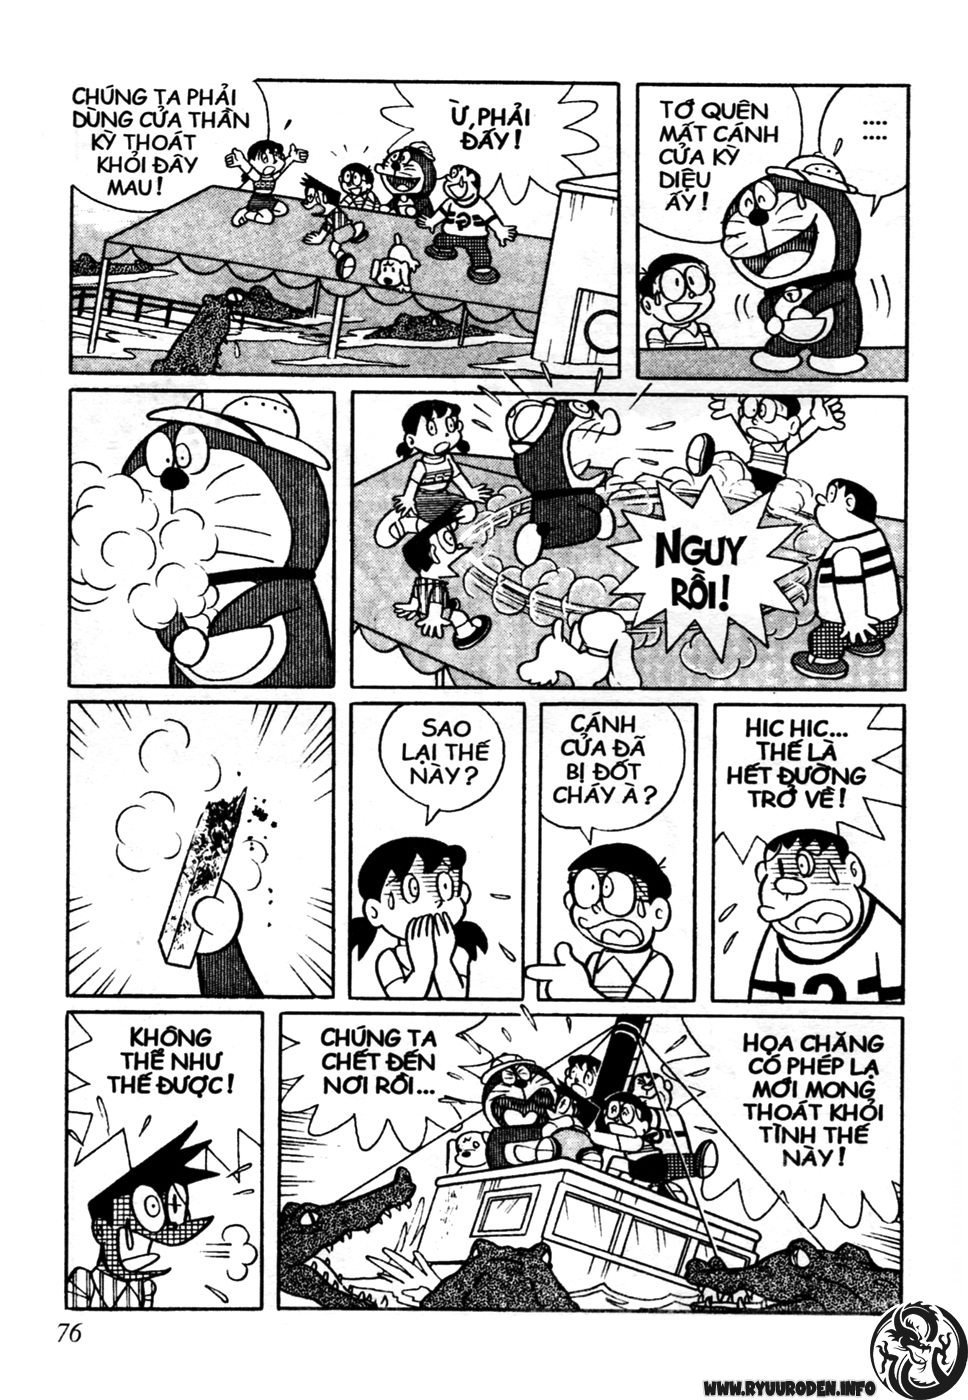 CHÚNG TA PHẢI
DÙNG CỬA THẦN
KỲ THOÁT
KHỎI ĐÂY
MAU!
Ừ, PHẢI
ĐẤY!
TỚ QUÊN
MẤT CÁNH
CỬA KỲ
DIỆU
ẤY!
.....
.....
NGUY
RỒI!
SAO
LẠI THẾ
NÀY?
CÁNH
CỬA ĐÃ
BỊ ĐỐT
CHÁY À?
HIC HIC...
THẾ LÀ
HẾT ĐƯỜNG
TRỞ VỀ!
KHÔNG
THỂ NHƯ
THẾ ĐƯỢC!
CHÚNG TA
CHẾT ĐẾN
NƠI RỒI...
HỌA CHĂNG
CÓ PHÉP LẠ
MỚI MONG
THOÁT KHỎI
TÌNH THẾ
NÀY!
76
WWW.RYUURODEN.INFO